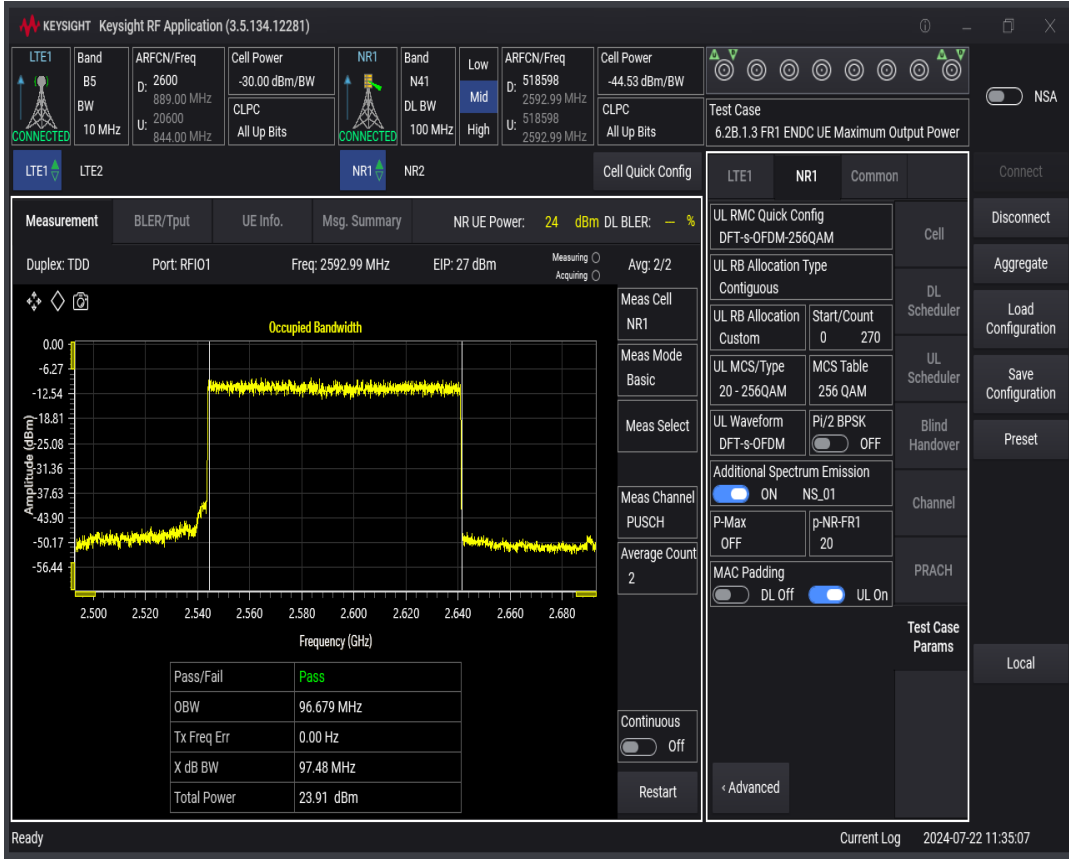 KEYSIGHT Keysight RF Application (3.5.134.12281)
LTE1
CONNECTED
Band
B5
BW
10 MHz
ARFCN/Freq
D: 2600
889.00 MHz
U: 20600
844.00 MHz
Cell Power
-30.00 dBm/BW
CLPC
All Up Bits
NR1
CONNECTED
Band
N41
DL BW
100 MHz
Low
Mid
High
ARFCN/Freq
D: 518598
2592.99 MHz
U: 518598
2592.99 MHz
Cell Power
-44.53 dBm/BW
CLPC
All Up Bits
Test Case
6.2B.1.3 FR1 ENDC UE Maximum Output Power
NSA
LTE1 LTE2
NR1 NR2
Cell Quick Config
Measurement BLER/Tput UE Info. Msg. Summary NR UE Power: 24 dBm DL BLER: --- %
Duplex: TDD Port: RFIO1 Freq: 2592.99 MHz EIP: 27 dBm Measuring Avg: 2/2
Acquiring
Occupied Bandwidth
Amplitude (dBm)
0.00
-6.27
-12.54
-18.81
-25.08
-31.36
-37.63
-43.90
-50.17
-56.44
2.500 2.520 2.540 2.560 2.580 2.600 2.620 2.640 2.660 2.680
Frequency (GHz)
Pass/Fail Pass
OBW 96.679 MHz
Tx Freq Err 0.00 Hz
X dB BW 97.48 MHz
Total Power 23.91 dBm
Meas Cell
NR1
Meas Mode
Basic
Meas Select
Meas Channel
PUSCH
Average Count
2
Continuous
Off
Restart
LTE1 NR1 Common
UL RMC Quick Config
DFT-s-OFDM-256QAM
UL RB Allocation Type
Contiguous
UL RB Allocation
Custom
Start/Count
0 270
UL MCS/Type
20 - 256QAM
MCS Table
256 QAM
UL Waveform
DFT-s-OFDM
Pi/2 BPSK
OFF
Additional Spectrum Emission
ON NS_01
P-Max
OFF
p-NR-FR1
20
MAC Padding
DL Off UL On
‹ Advanced
Cell
DL
Scheduler
UL
Scheduler
Blind
Handover
Channel
PRACH
Test Case
Params
Connect
Disconnect
Aggregate
Load
Configuration
Save
Configuration
Preset
Local
Ready
Current Log 2024-07-22 11:35:07